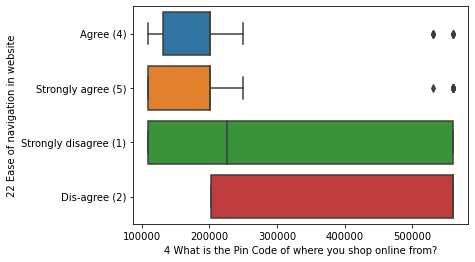 22 Ease of navigation in website
Agree (4)
Strongly agree (5)
Strongly disagree (1)
Dis-agree (2)
100000 200000 300000 400000 500000
4 What is the Pin Code of where you shop online from?